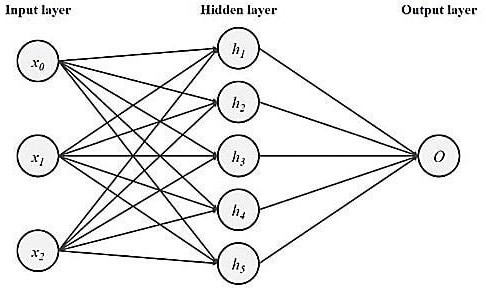 Input layer
Hidden layer
Output layer
x0
x1
x2
h1
h2
h3
h4
h5
O